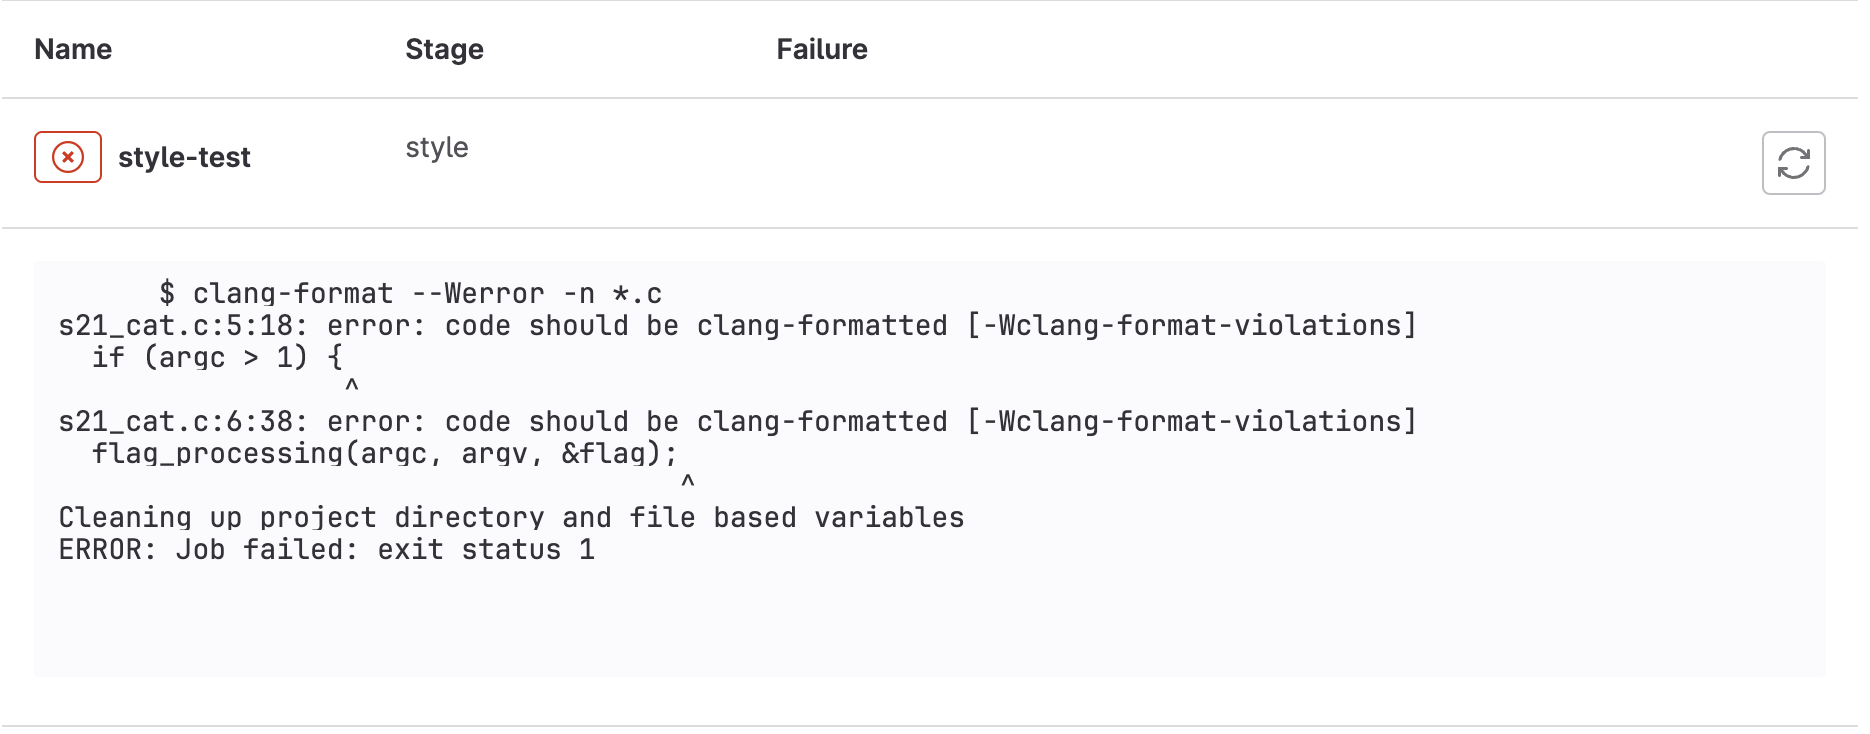 Name Stage Failure
style-test style
$ clang-format --Werror -n *.c
s21_cat.c:5:18: error: code should be clang-formatted [-Wclang-format-violations]
  if (argc > 1) {
                 ^
s21_cat.c:6:38: error: code should be clang-formatted [-Wclang-format-violations]
  flag_processing(argc, argv, &flag);
                                     ^
Cleaning up project directory and file based variables
ERROR: Job failed: exit status 1